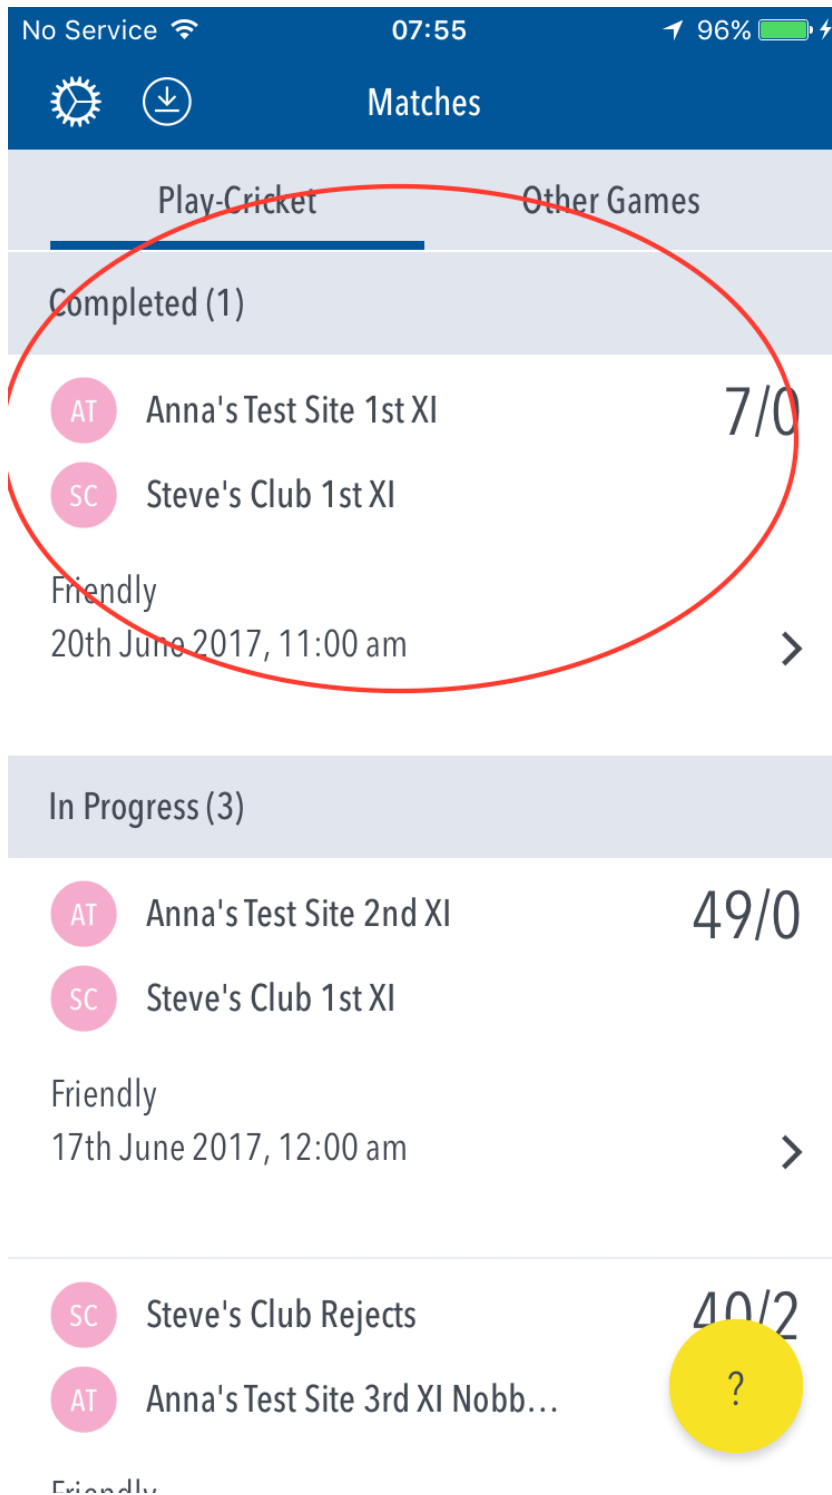 No Service 07:55 96%
Matches
Play-Cricket Other Games
Completed (1)
AT Anna's Test Site 1st XI 7/0
SC Steve's Club 1st XI
Friendly
20th June 2017, 11:00 am
In Progress (3)
AT Anna's Test Site 2nd XI 49/0
SC Steve's Club 1st XI
Friendly
17th June 2017, 12:00 am
SC Steve's Club Rejects 40/2
AT Anna's Test Site 3rd XI Nobb...
?
Friendly